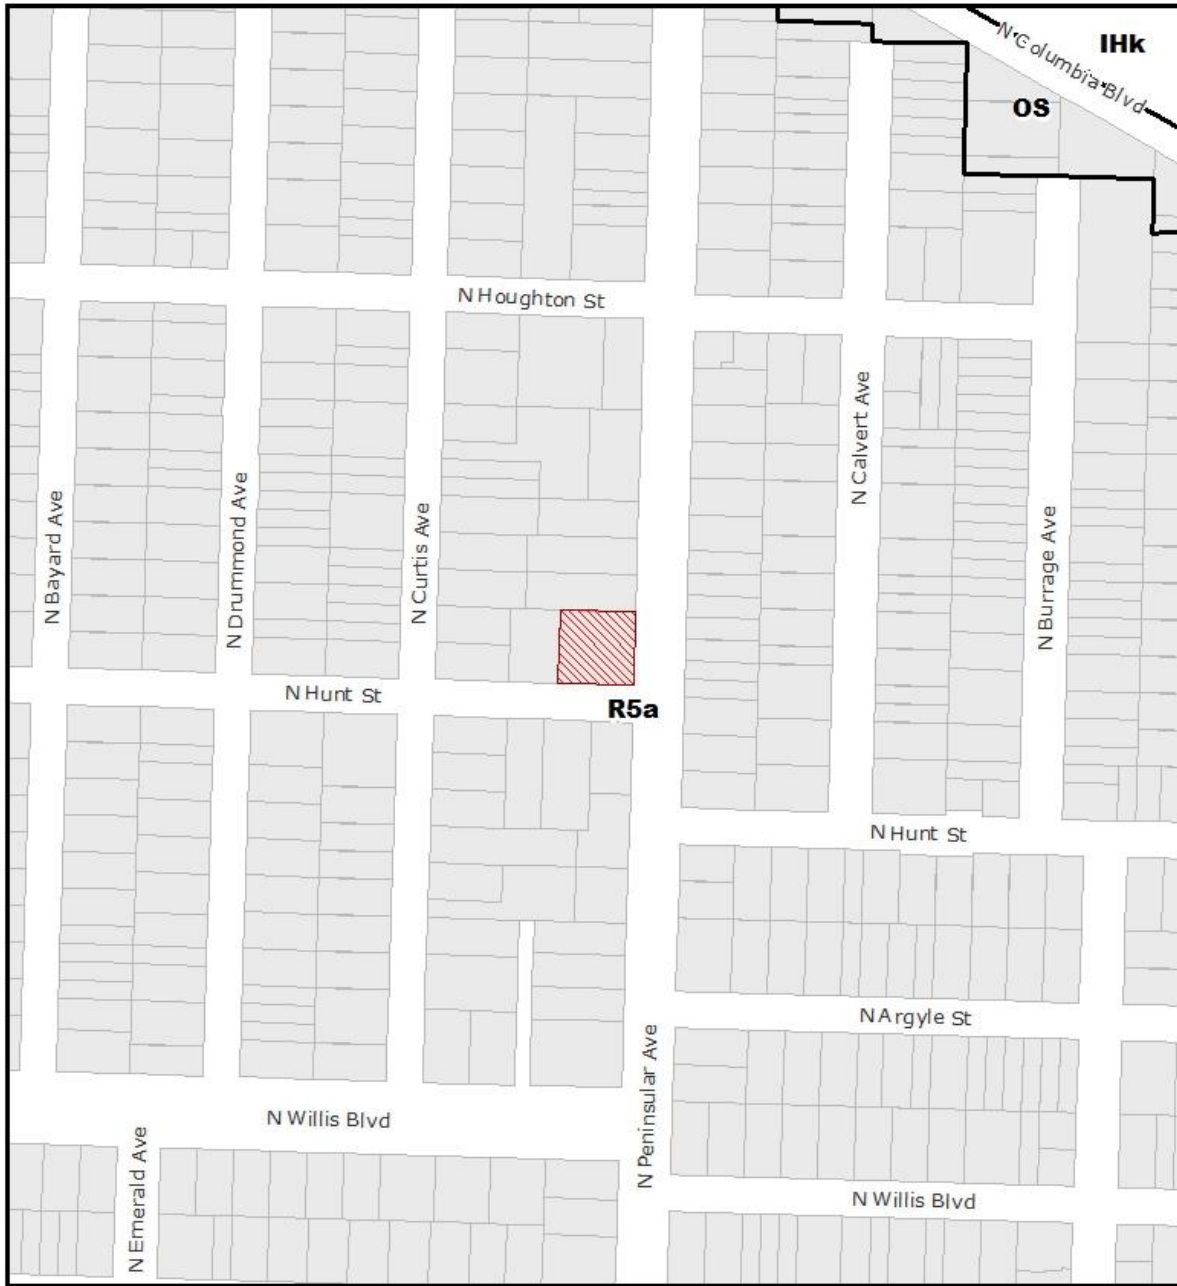 N Columbia Blvd
IHk
OS
N Houghton St
N Calvert Ave
N Bayard Ave
N Drummond Ave
N Curtis Ave
N Burrage Ave
N Hunt St
R5a
N Hunt St
N Argyle St
N Peninsular Ave
N Willis Blvd
N Emerald Ave
N Willis Blvd